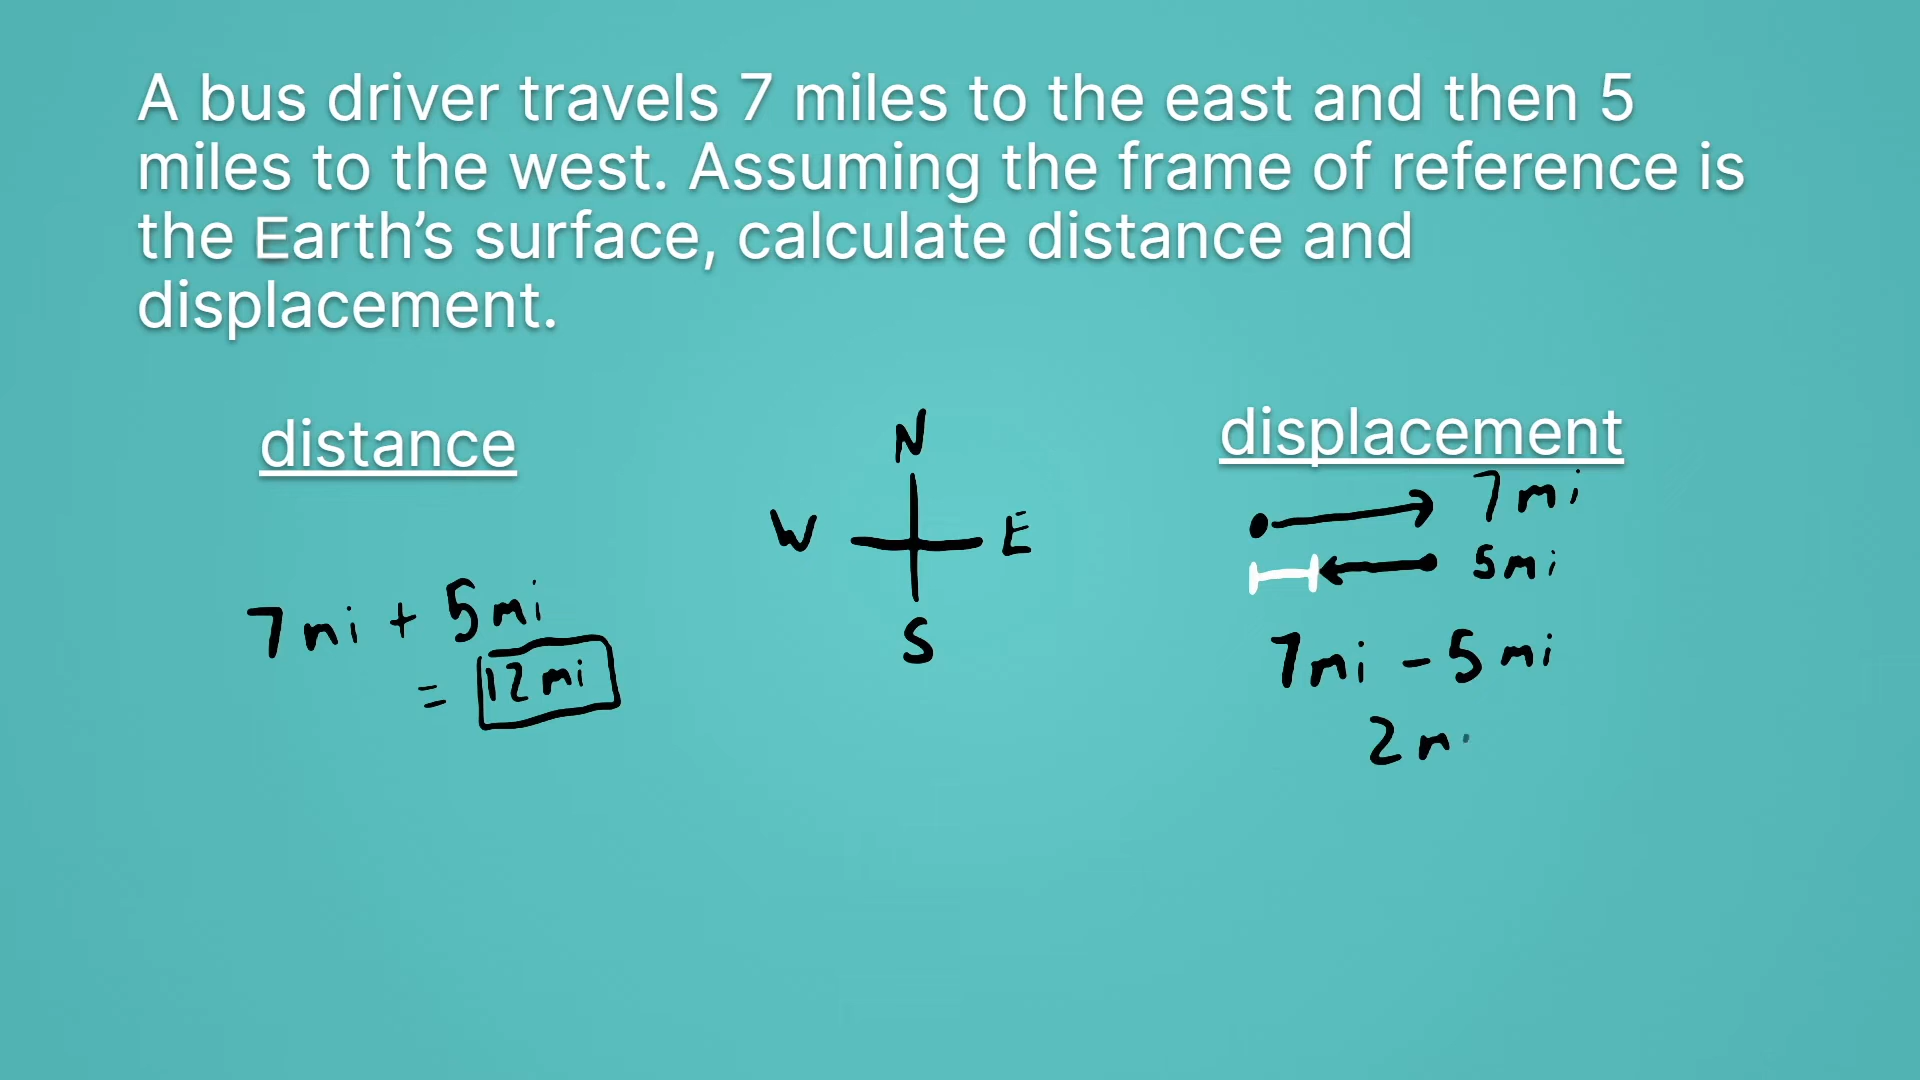 A bus driver travels 7 miles to the east and then 5
miles to the west. Assuming the frame of reference is
the Earth’s surface, calculate distance and
displacement.
distance
7mi + 5mi
= 12mi
N
W E
S
displacement
7mi
5mi
7mi - 5mi
2m